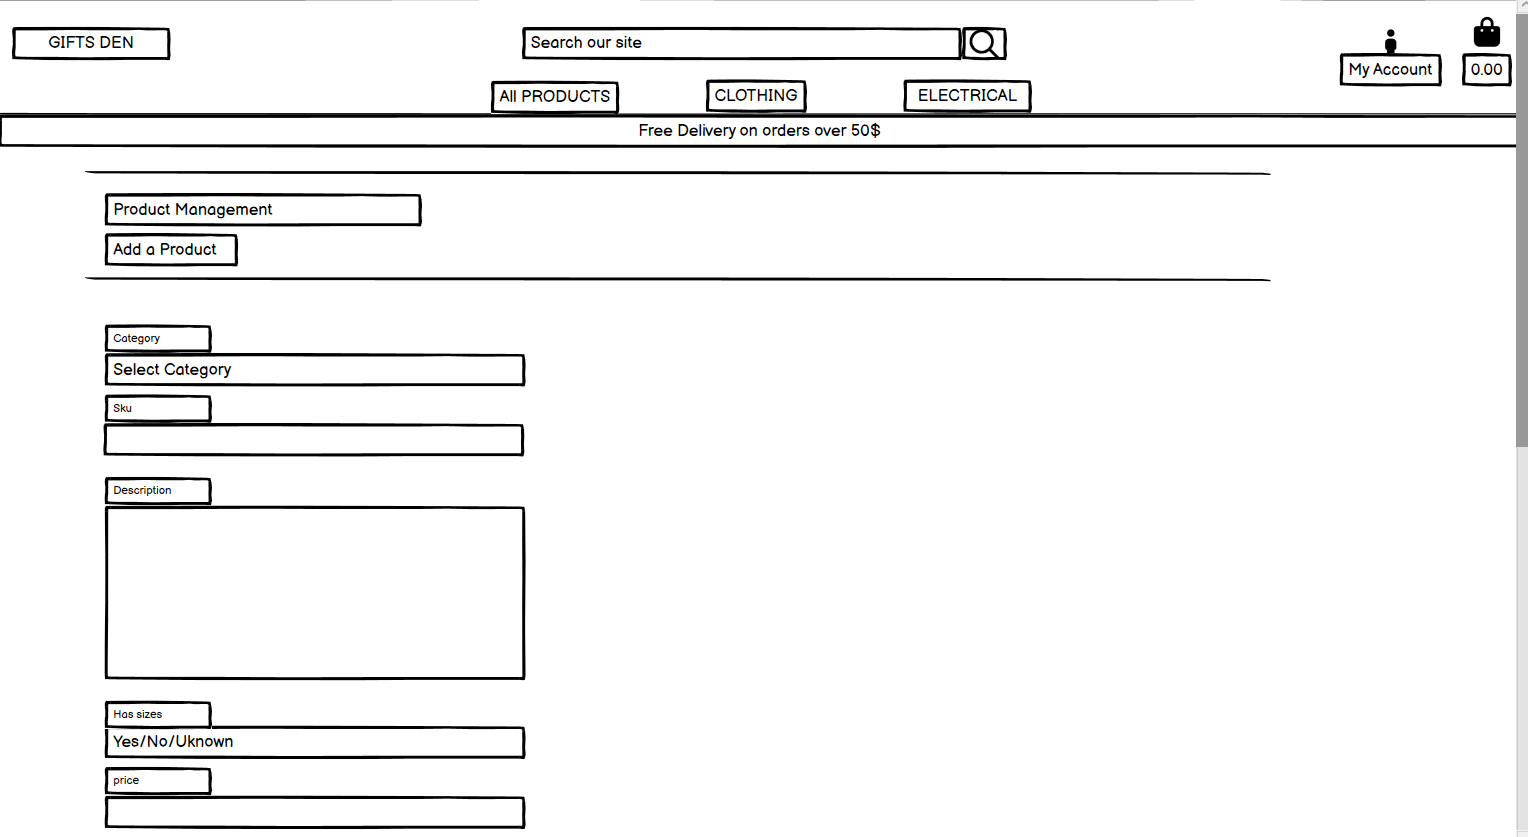 GIFTS DEN
Search our site
My Account
0.00
All PRODUCTS
CLOTHING
ELECTRICAL
Free Delivery on orders over 50$
Product Management
Add a Product
Category
Select Category
Sku
Description
Has sizes
Yes/No/Uknown
price